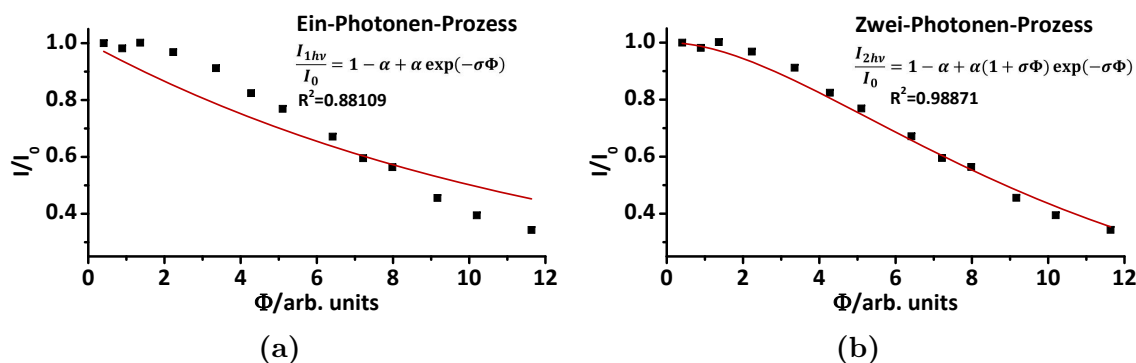 Ein-Photonen-Prozess
I₁ₕᵥ/I₀ = 1 − α + α exp(−σΦ)
R²=0.88109
I/I₀
1.0
0.8
0.6
0.4
0 2 4 6 8 10 12
Φ/arb. units
(a)
Zwei-Photonen-Prozess
I₂ₕᵥ/I₀ = 1 − α + α(1 + σΦ) exp(−σΦ)
R²=0.98871
I/I₀
1.0
0.8
0.6
0.4
0 2 4 6 8 10 12
Φ/arb. units
(b)